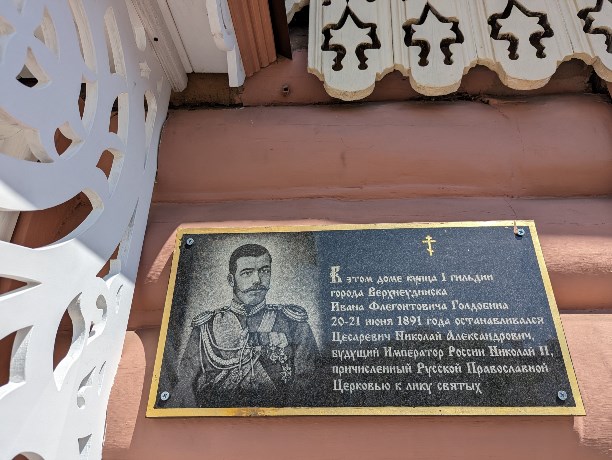 В этом доме купца 1 гильдии
города Верхнеудинска
Ивана Флегонтовича Голдобина
20-21 июня 1891 года останавливался
Цесаревич Николай Александрович,
будущий Император России Николай II,
причисленный Русской Православной
Церковью к лику святых